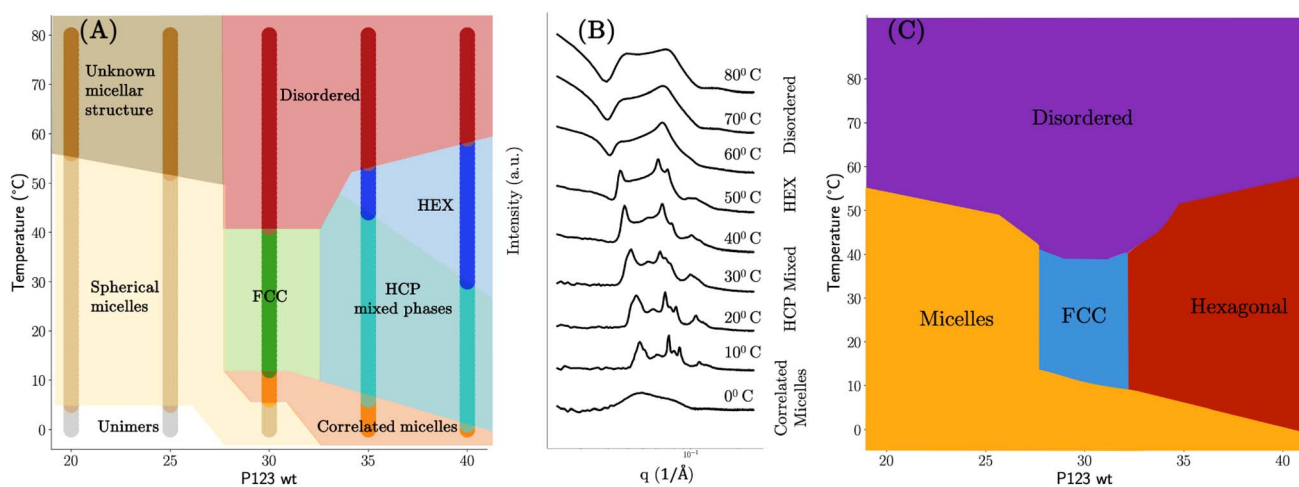 (A)
80
70
60
50
40
30
20
10
0
Temperature (°C)
Unknown
micellar
structure
Disordered
HEX
Spherical
micelles
FCC
HCP
mixed phases
Unimers
Correlated micelles
20
25
30
35
40
P123 wt
(B)
Intensity (a.u.)
80⁰ C
70⁰ C
60⁰ C
50⁰ C
40⁰ C
30⁰ C
20⁰ C
10⁰ C
0⁰ C
Disordered
HEX
HCP Mixed
Correlated
Micelles
10⁻¹
q (1/Å)
(C)
80
70
60
50
40
30
20
10
0
Temperature (°C)
Disordered
Micelles
FCC
Hexagonal
20
25
30
35
40
P123 wt